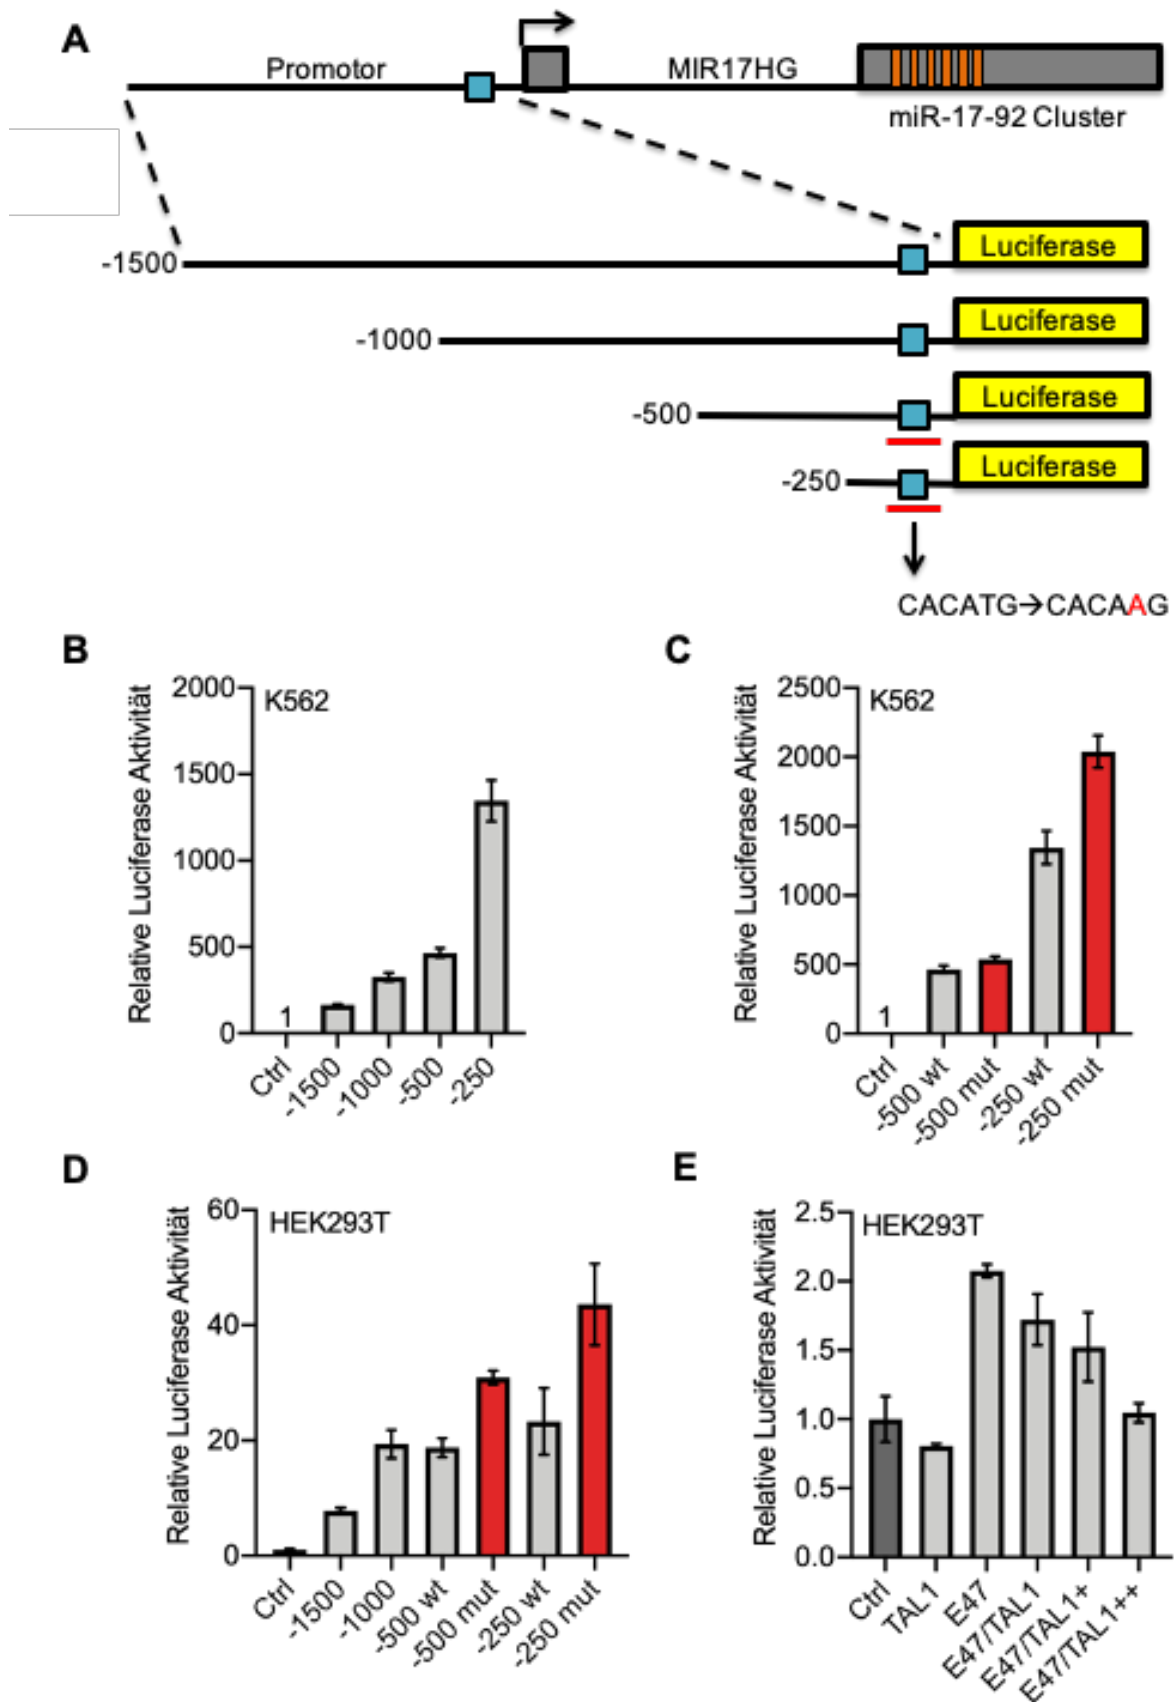 A
Promotor
MIR17HG
miR-17-92 Cluster
-1500
Luciferase
-1000
Luciferase
-500
Luciferase
-250
Luciferase
CACATG→CACAAG
B
Relative Luciferase Aktivität
2000
1500
1000
500
0
K562
1
Ctrl
-1500
-1000
-500
-250
C
Relative Luciferase Aktivität
2500
2000
1500
1000
500
0
K562
1
Ctrl
-500 wt
-500 mut
-250 wt
-250 mut
D
Relative Luciferase Aktivität
60
40
20
0
HEK293T
Ctrl
-1500
-1000
-500 wt
-500 mut
-250 wt
-250 mut
E
Relative Luciferase Aktivität
2.5
2.0
1.5
1.0
0.5
0.0
HEK293T
Ctrl
TAL1
E47
E47/TAL1
E47/TAL1+
E47/TAL1++